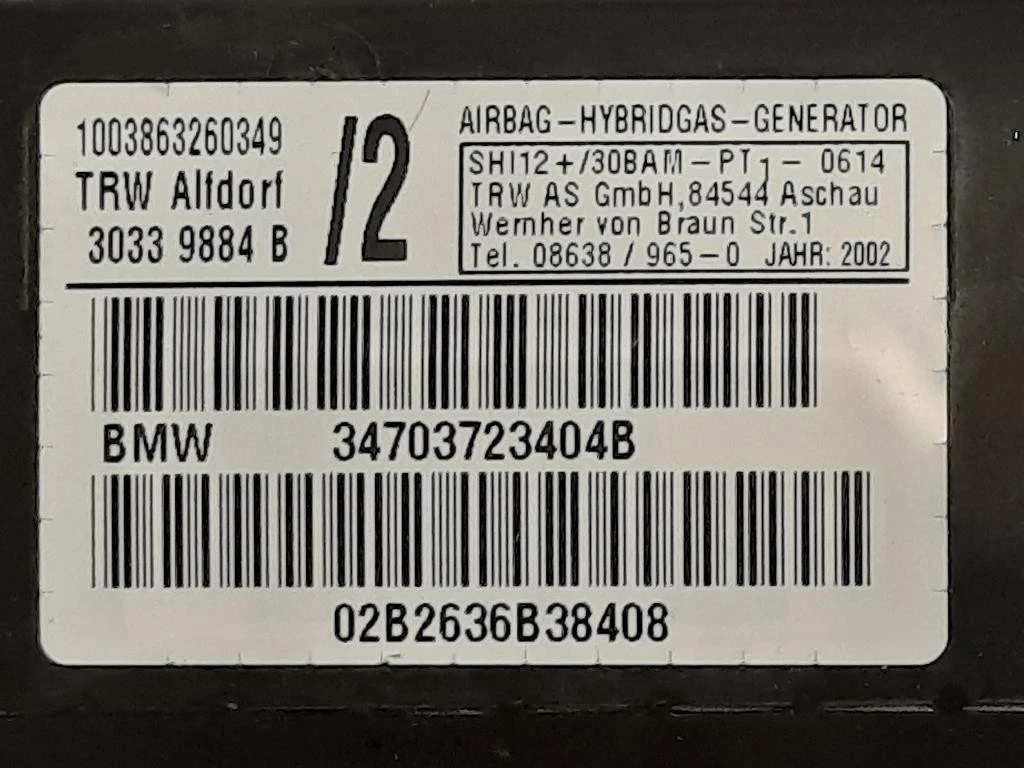 1003863260349
TRW Alfdorf
3033 9884 B
/2
AIRBAG-HYBRIDGAS-GENERATOR
SHI12+/30BAM-PT1-0614
TRW AS GmbH,84544 Aschau
Wernher von Braun Str.1
Tel. 08638 / 965-0 JAHR: 2002
BMW 34703723404B
02B2636B38408